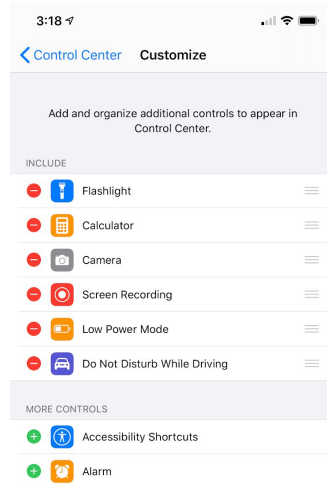 3:18
Control Center
Customize
Add and organize additional controls to appear in
Control Center.
INCLUDE
Flashlight
Calculator
Camera
Screen Recording
Low Power Mode
Do Not Disturb While Driving
MORE CONTROLS
Accessibility Shortcuts
Alarm